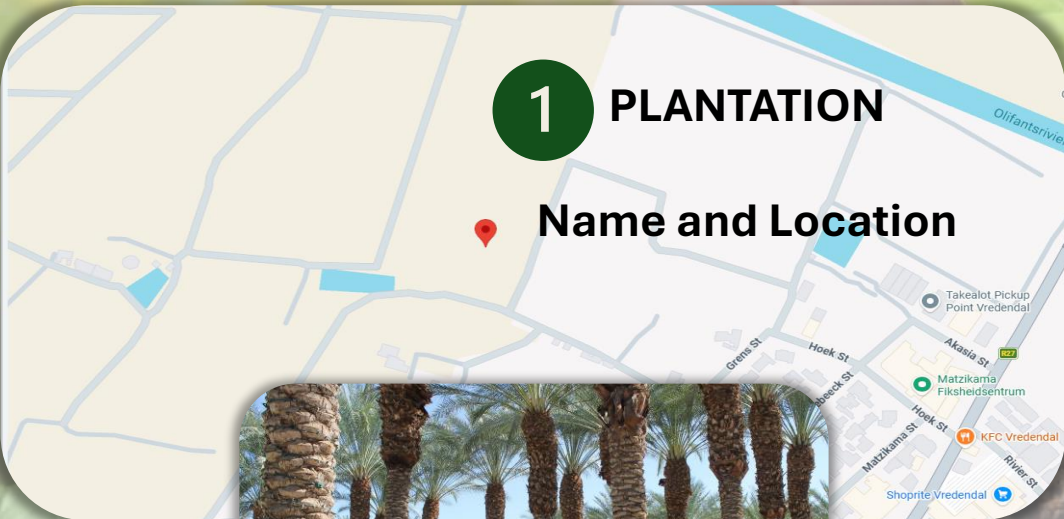 1 PLANTATION
Name and Location
Olifantsrivier
Takealot Pickup
Point Vredendal
Akasia St
R27
Grens St
Hoek St
Matzikama
Fiksheidsentrum
Hoek St
KFC Vredendal
Matzikama St
Rivier St
Shoprite Vredendal